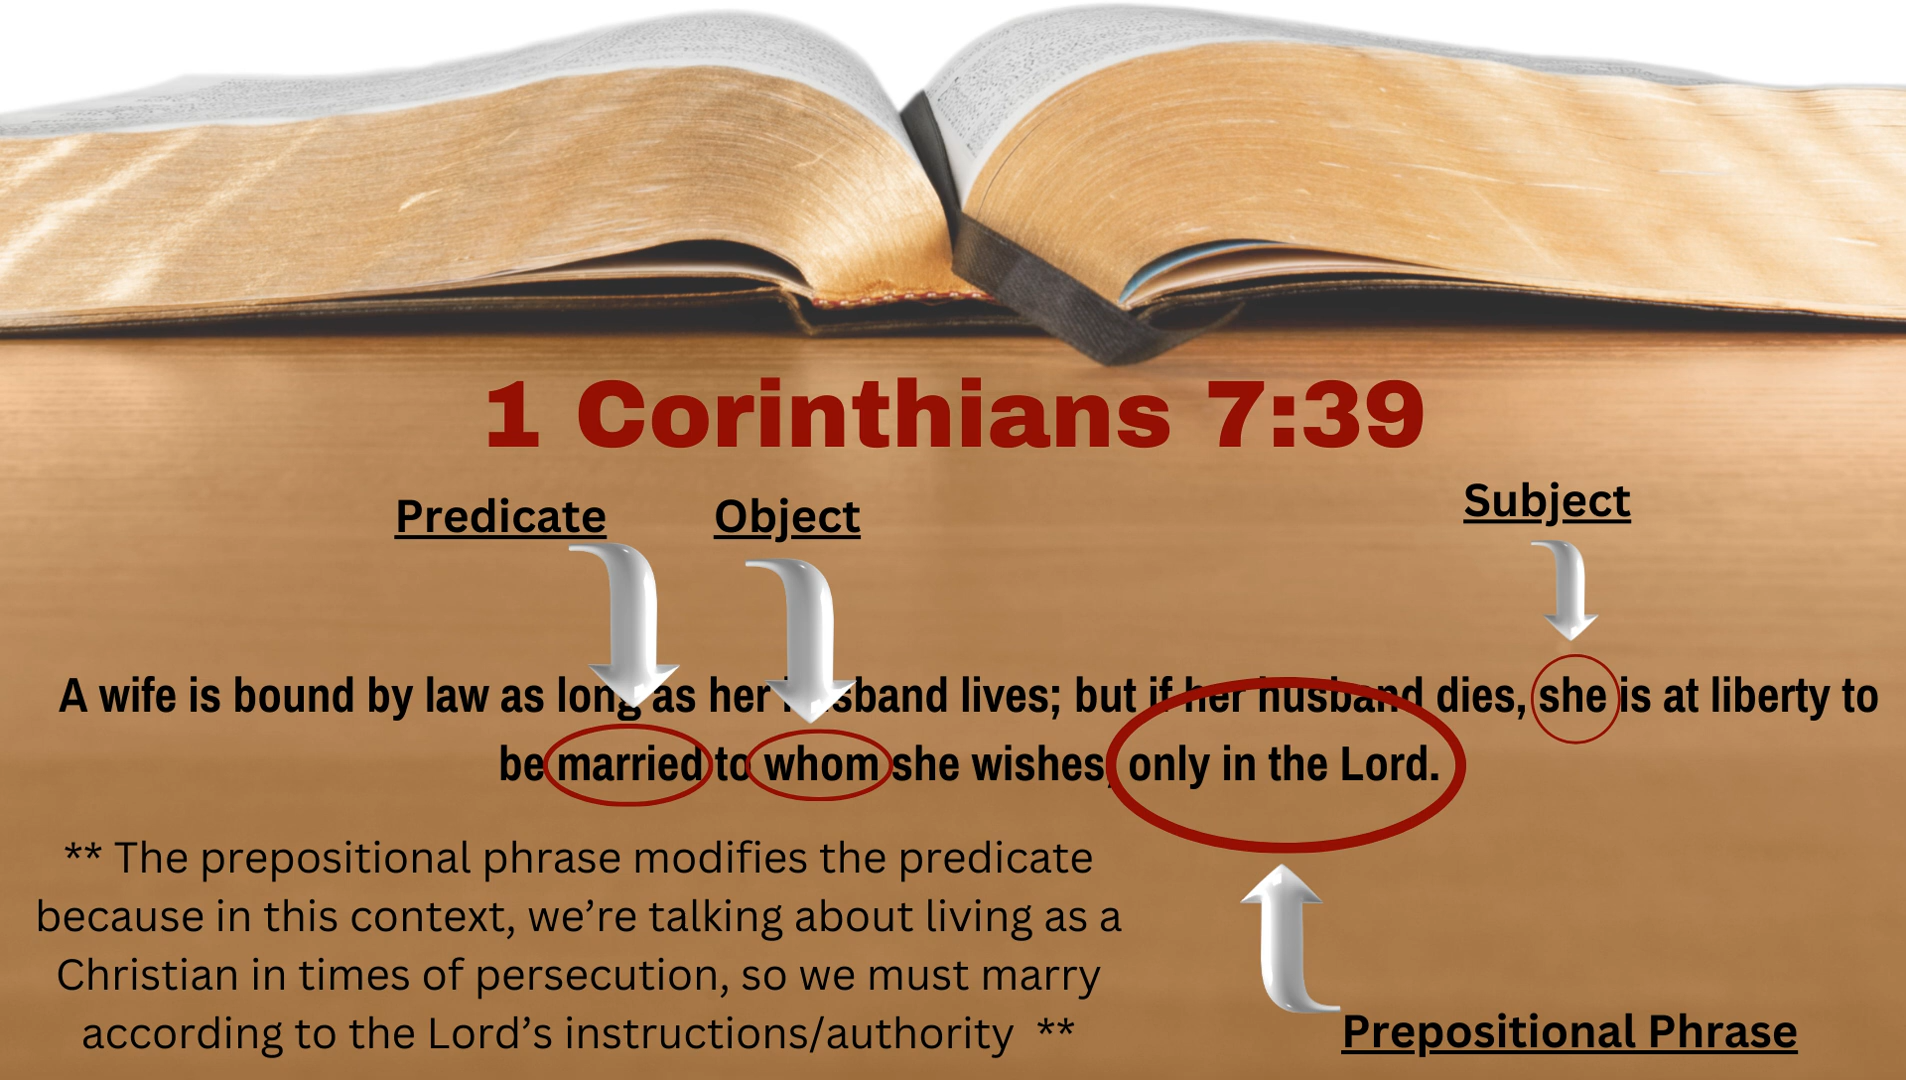 1 Corinthians 7:39
Predicate
Object
Subject
A wife is bound by law as long as her husband lives; but if her husband dies, she is at liberty to
be married to whom she wishes, only in the Lord.
** The prepositional phrase modifies the predicate
because in this context, we’re talking about living as a
Christian in times of persecution, so we must marry
according to the Lord’s instructions/authority **
Prepositional Phrase